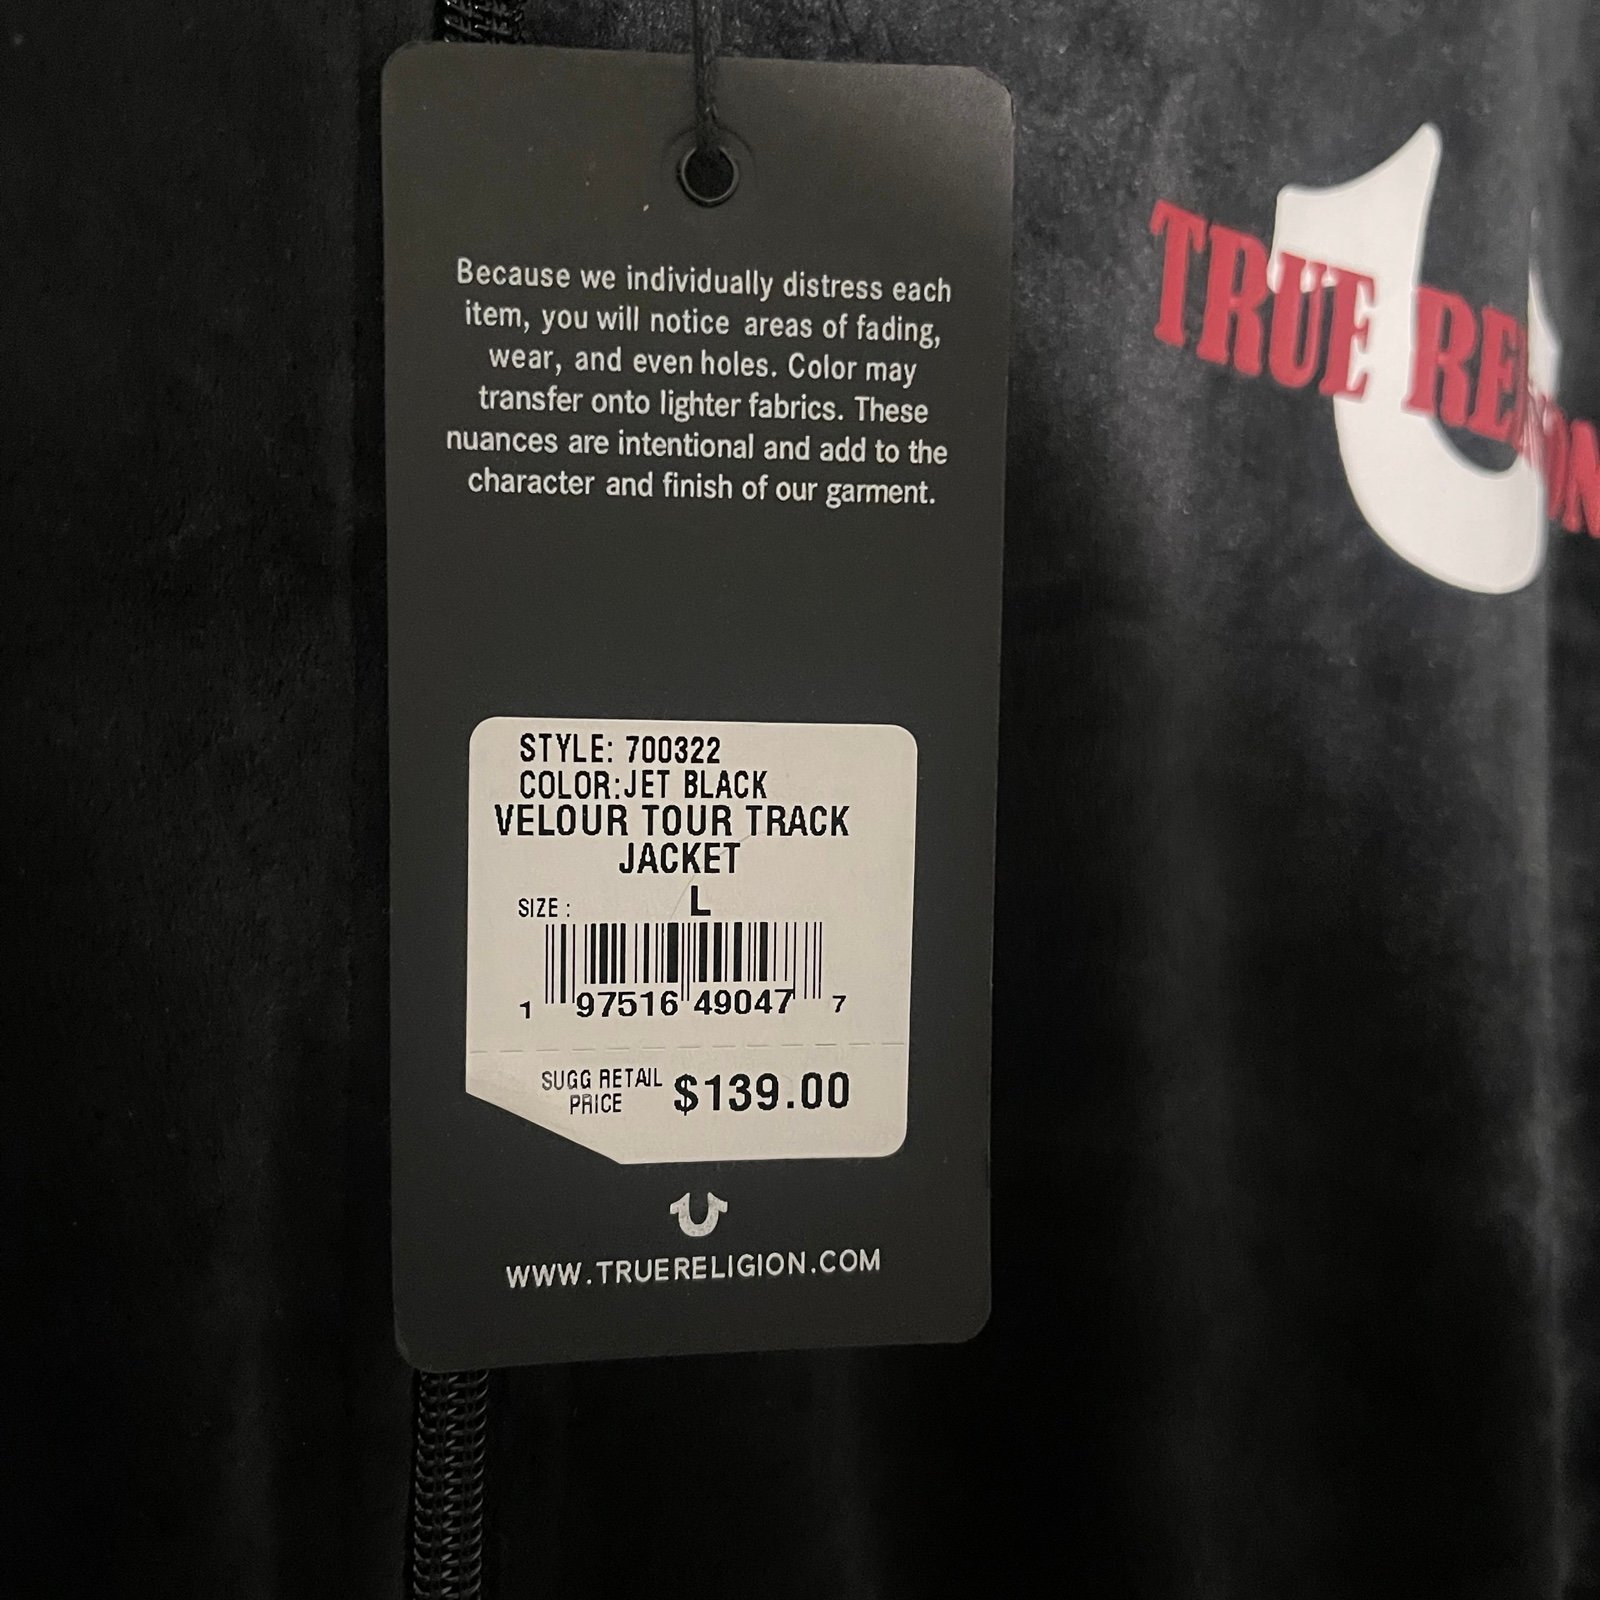 Because we individually distress each
item, you will notice areas of fading,
wear, and even holes. Color may
transfer onto lighter fabrics. These
nuances are intentional and add to the
character and finish of our garment.
STYLE: 700322
COLOR:JET BLACK
VELOUR TOUR TRACK
JACKET
SIZE : L
1 97516 49047 7
SUGG RETAIL
PRICE $139.00
WWW.TRUERELIGION.COM
TRUE RELIGION